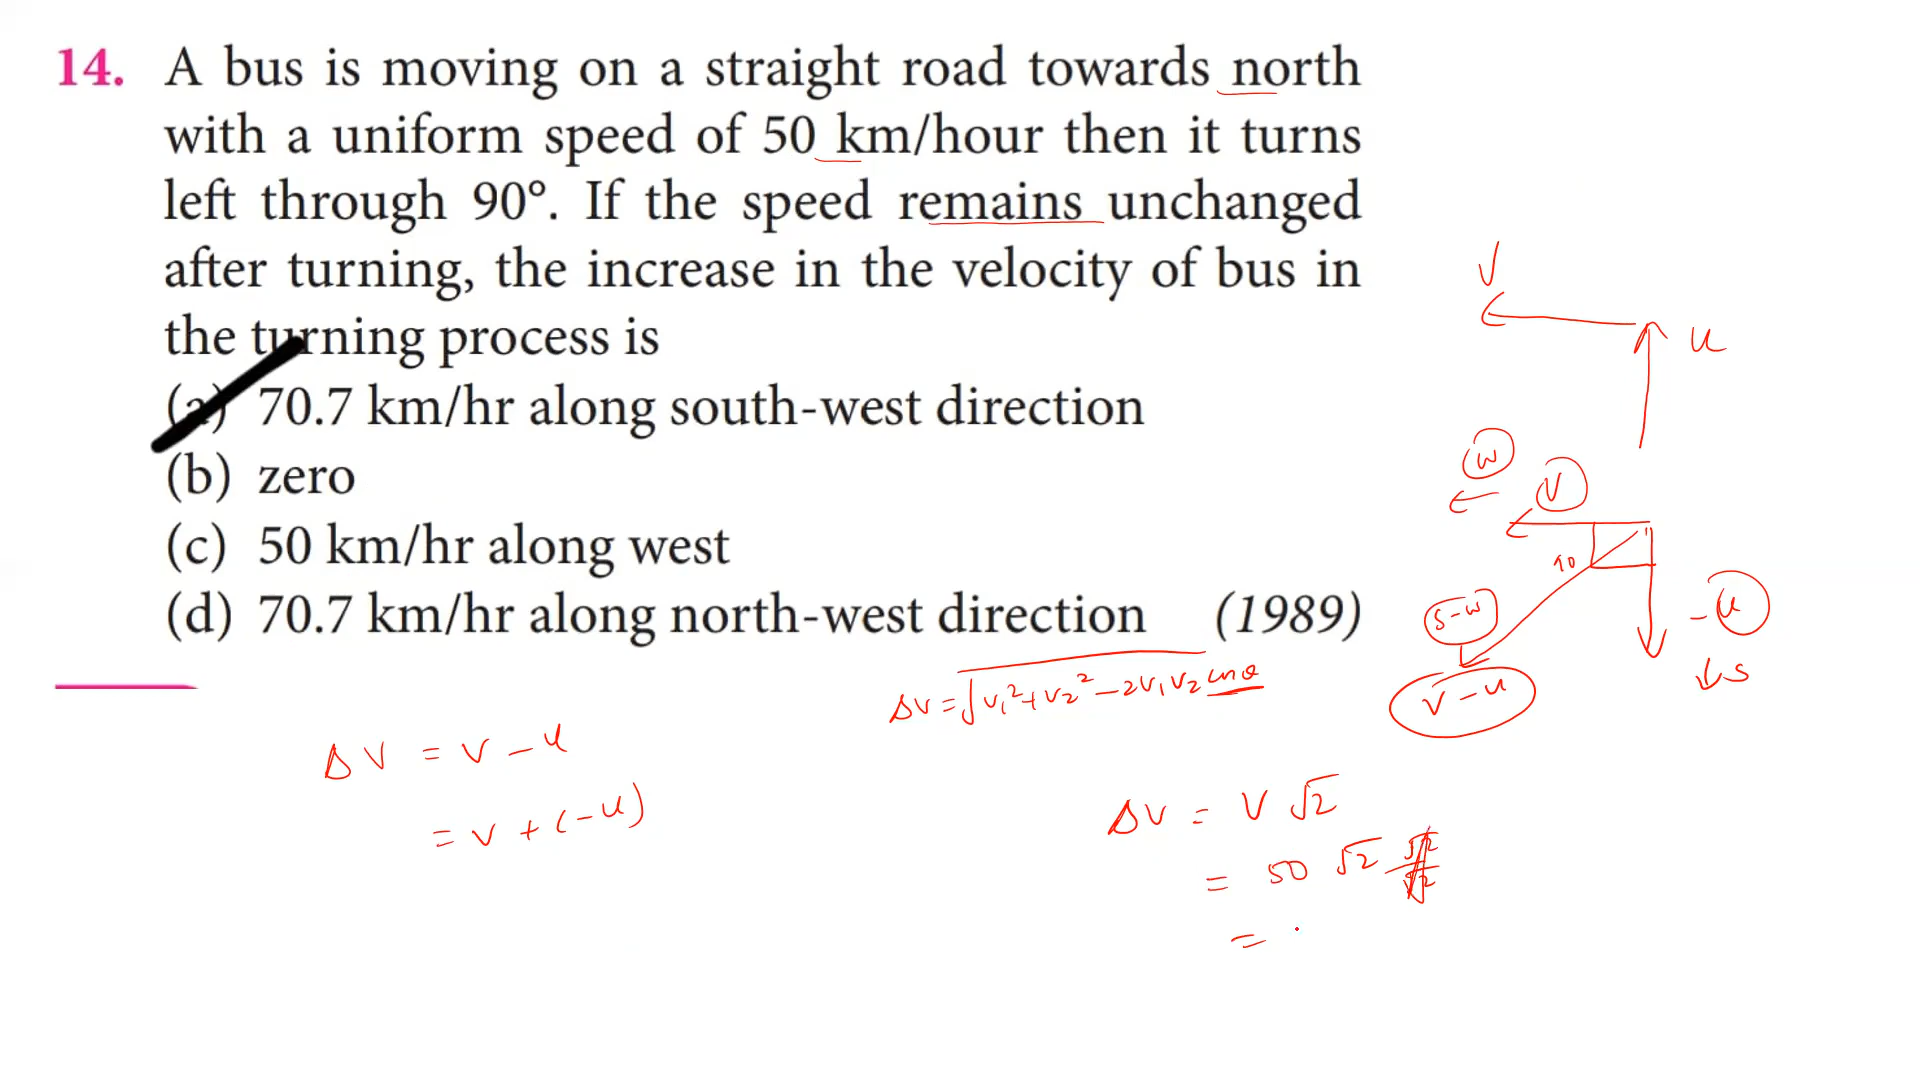 14. A bus is moving on a straight road towards north
with a uniform speed of 50 km/hour then it turns
left through 90°. If the speed remains unchanged
after turning, the increase in the velocity of bus in
the turning process is
(a) 70.7 km/hr along south-west direction
(b) zero
(c) 50 km/hr along west
(d) 70.7 km/hr along north-west direction (1989)
V
u
W
V
90
S-W
-u
S
V-u
ΔV = √V₁²+V₂²-2V₁V₂ cosθ
ΔV = V - u
= V + (-u)
ΔV = V √2
= 50 √2 √2/√2
=